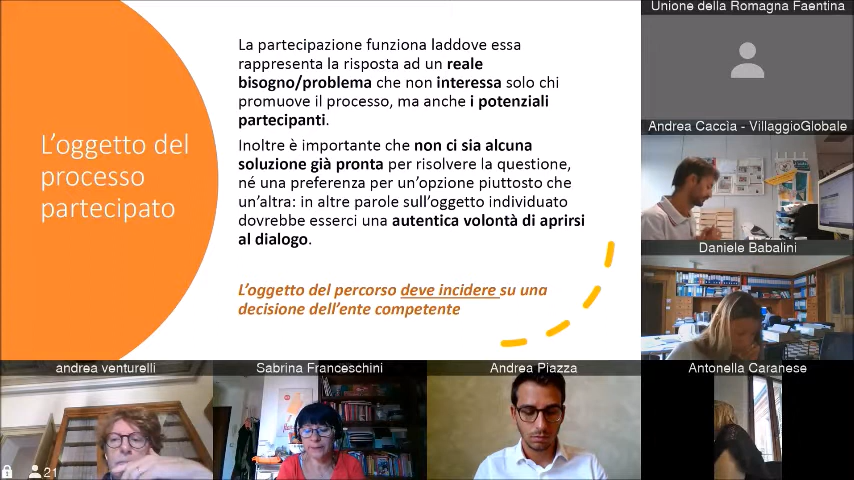 L'oggetto del
processo
partecipato
La partecipazione funziona laddove essa
rappresenta la risposta ad un reale
bisogno/problema che non interessa solo chi
promuove il processo, ma anche i potenziali
partecipanti.
Inoltre è importante che non ci sia alcuna
soluzione già pronta per risolvere la questione,
né una preferenza per un'opzione piuttosto che
un'altra: in altre parole sull'oggetto individuato
dovrebbe esserci una autentica volontà di aprirsi
al dialogo.
L'oggetto del percorso deve incidere su una
decisione dell'ente competente
Unione della Romagna Faentina
Andrea Caccìa - VillaggioGlobale
Daniele Babalini
andrea venturelli
Sabrina Franceschini
Andrea Piazza
Antonella Caranese
21